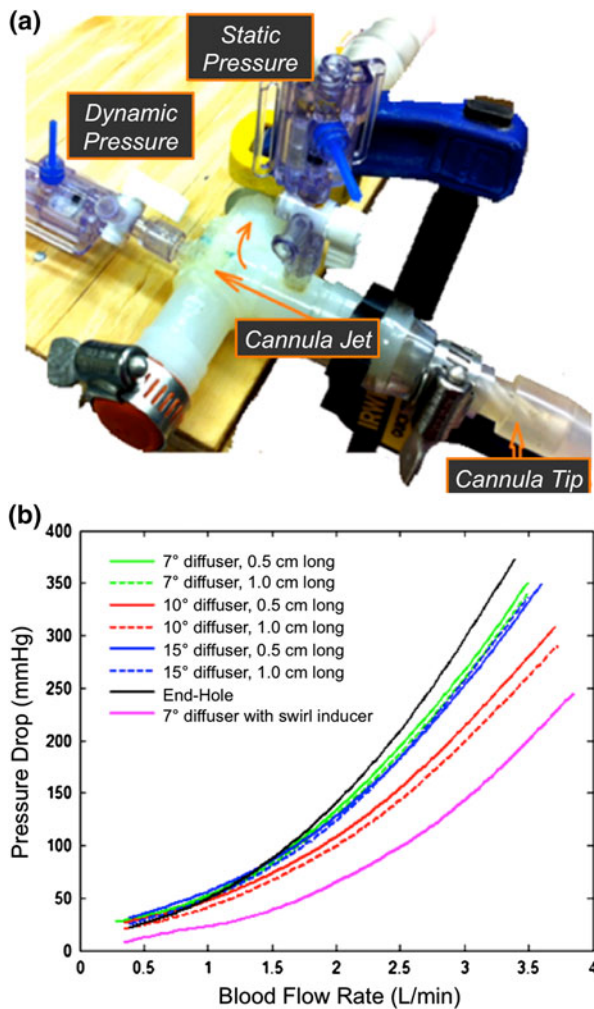 (a)
Static
Pressure
Dynamic
Pressure
Cannula Jet
IRWIN
Cannula Tip
(b)
400
350
300
250
200
150
100
50
0
Pressure Drop (mmHg)
7° diffuser, 0.5 cm long
7° diffuser, 1.0 cm long
10° diffuser, 0.5 cm long
10° diffuser, 1.0 cm long
15° diffuser, 0.5 cm long
15° diffuser, 1.0 cm long
End-Hole
7° diffuser with swirl inducer
0.5 1 1.5 2 2.5 3 3.5 4
Blood Flow Rate (L/min)